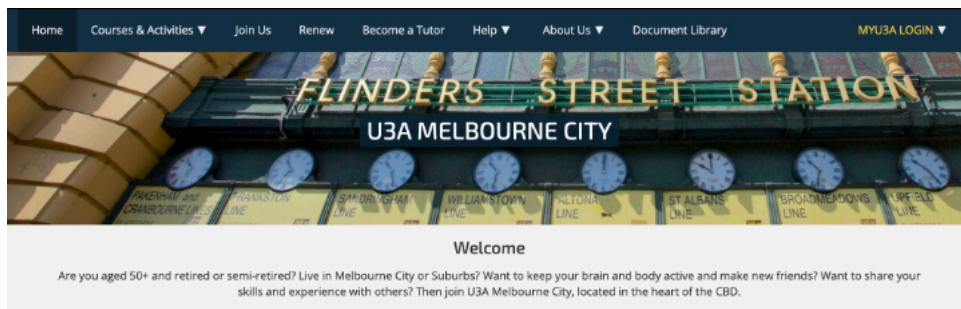 Home Courses & Activities ▼ Join Us Renew Become a Tutor Help ▼ About Us ▼ Document Library MYU3A LOGIN ▼
FLINDERS STREET STATION
U3A MELBOURNE CITY
PAKENHAM and CRANBOURNE LINES
FRANKSTON LINE
SANDRINGHAM LINE
WILLIAMSTOWN LINE
ALTONA LINE
ST ALBANS LINE
BROADMEADOWS LINE
UPFIELD LINE
Welcome
Are you aged 50+ and retired or semi-retired? Live in Melbourne City or Suburbs? Want to keep your brain and body active and make new friends? Want to share your
skills and experience with others? Then join U3A Melbourne City, located in the heart of the CBD.